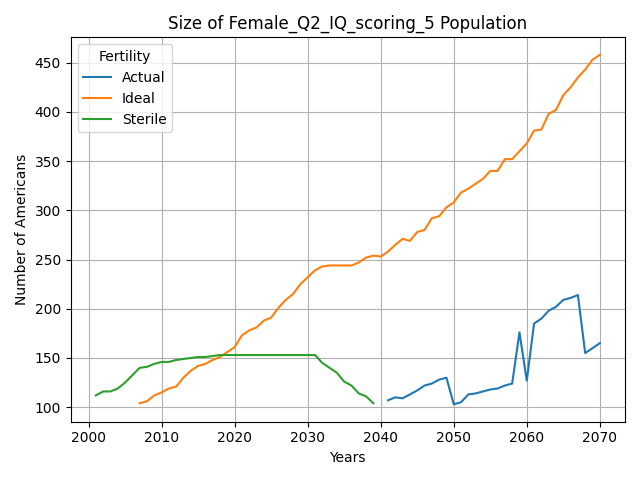 Size of Female_Q2_IQ_scoring_5 Population
Fertility
Actual
Ideal
Sterile
Number of Americans
450
400
350
300
250
200
150
100
2000
2010
2020
2030
2040
2050
2060
2070
Years